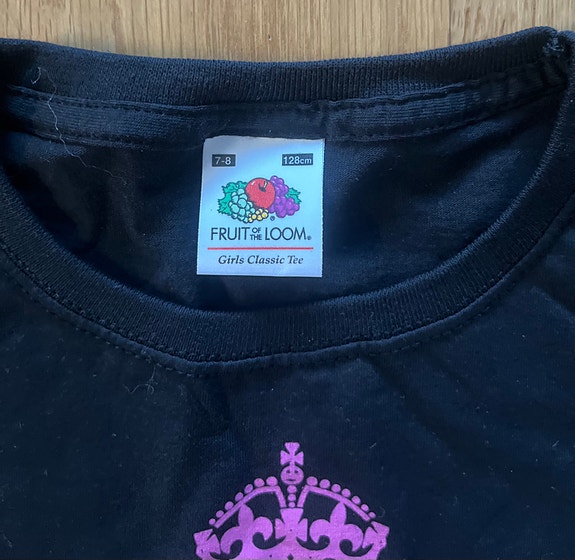 7-8 128cm
FRUIT OF THE LOOM®
Girls Classic Tee